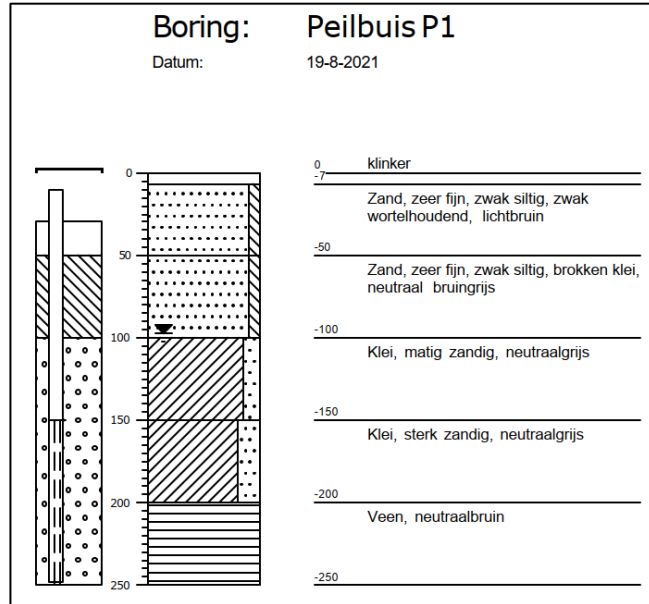 Boring: Peilbuis P1
Datum: 19-8-2021
0 0 klinker
-7
Zand, zeer fijn, zwak siltig, zwak
wortelhoudend, lichtbruin
50 -50
Zand, zeer fijn, zwak siltig, brokken klei,
neutraal bruingrijs
100 -100
Klei, matig zandig, neutraalgrijs
150 -150
Klei, sterk zandig, neutraalgrijs
200 -200
Veen, neutraalbruin
250 -250